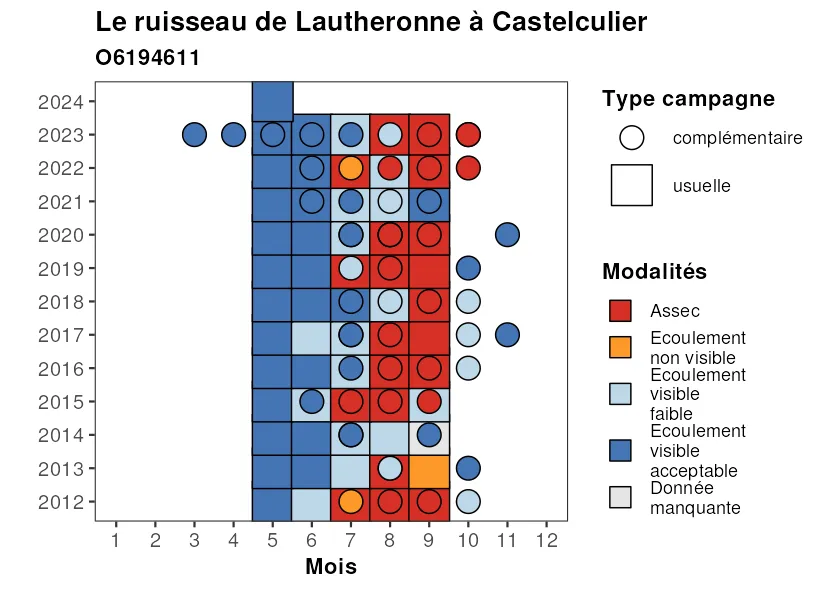 Le ruisseau de Lautheronne à Castelculier
O6194611
2024
2023
2022
2021
2020
2019
2018
2017
2016
2015
2014
2013
2012
1 2 3 4 5 6 7 8 9 10 11 12
Mois
Type campagne
complémentaire
usuelle
Modalités
Assec
Ecoulement
non visible
Ecoulement
visible
faible
Ecoulement
visible
acceptable
Donnée
manquante